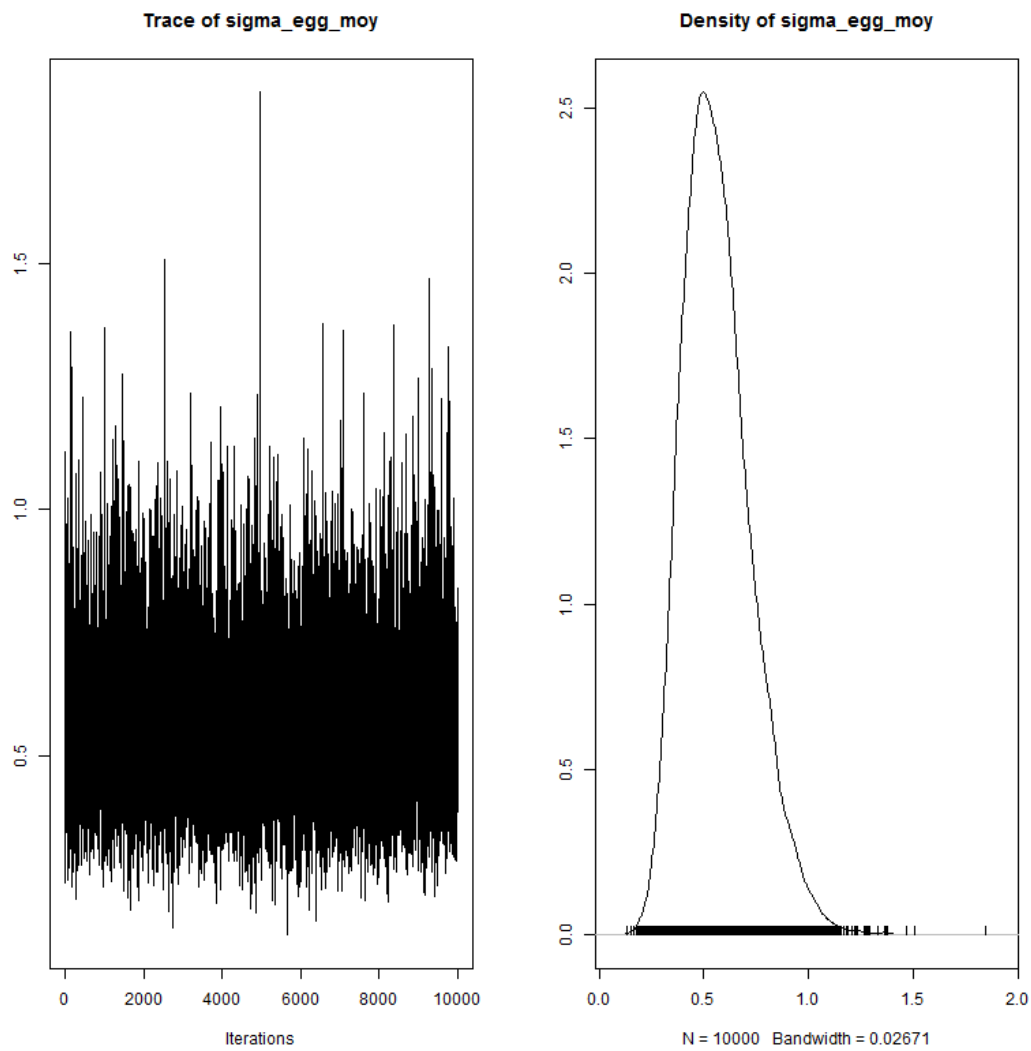 Trace of sigma_egg_moy
1.5
1.0
0.5
0 2000 4000 6000 8000 10000
Iterations
Density of sigma_egg_moy
2.5
2.0
1.5
1.0
0.5
0.0
0.0 0.5 1.0 1.5 2.0
N = 10000 Bandwidth = 0.02671